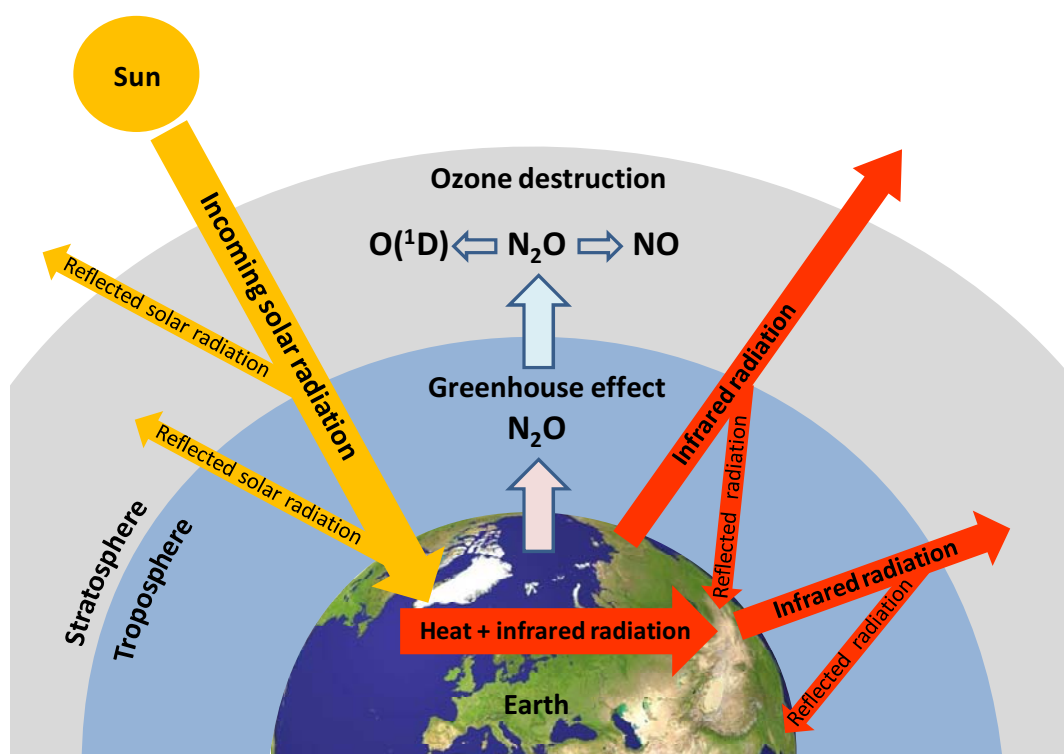 Sun
Ozone destruction
O(¹D) N₂O NO
Incoming solar radiation
Reflected solar radiation
Reflected solar radiation
Greenhouse effect
N₂O
Infrared radiation
Reflected radiation
Infrared radiation
Reflected radiation
Stratosphere
Troposphere
Heat + infrared radiation
Earth